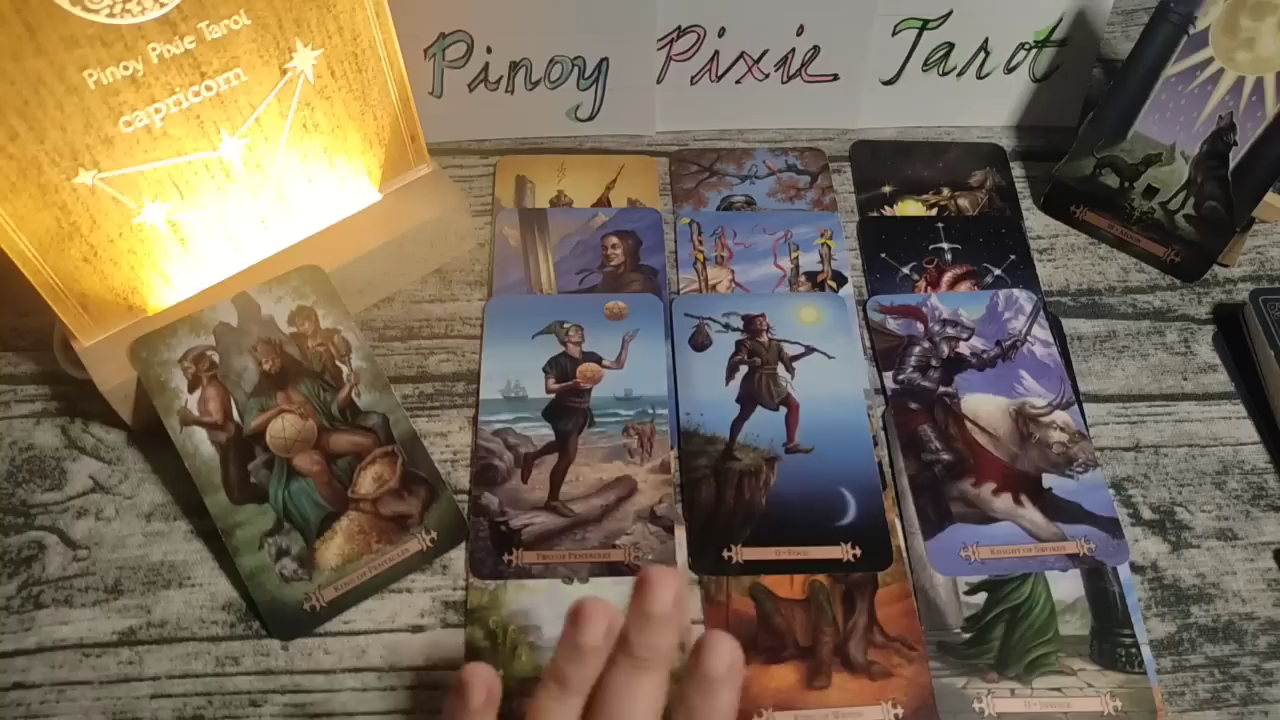 Pinoy Pixie Tarot
capricorn
Pinoy Pixie Tarot
KING OF PENTACLES
TWO OF PENTACLES
0 • FOOL
KNIGHT OF SWORDS